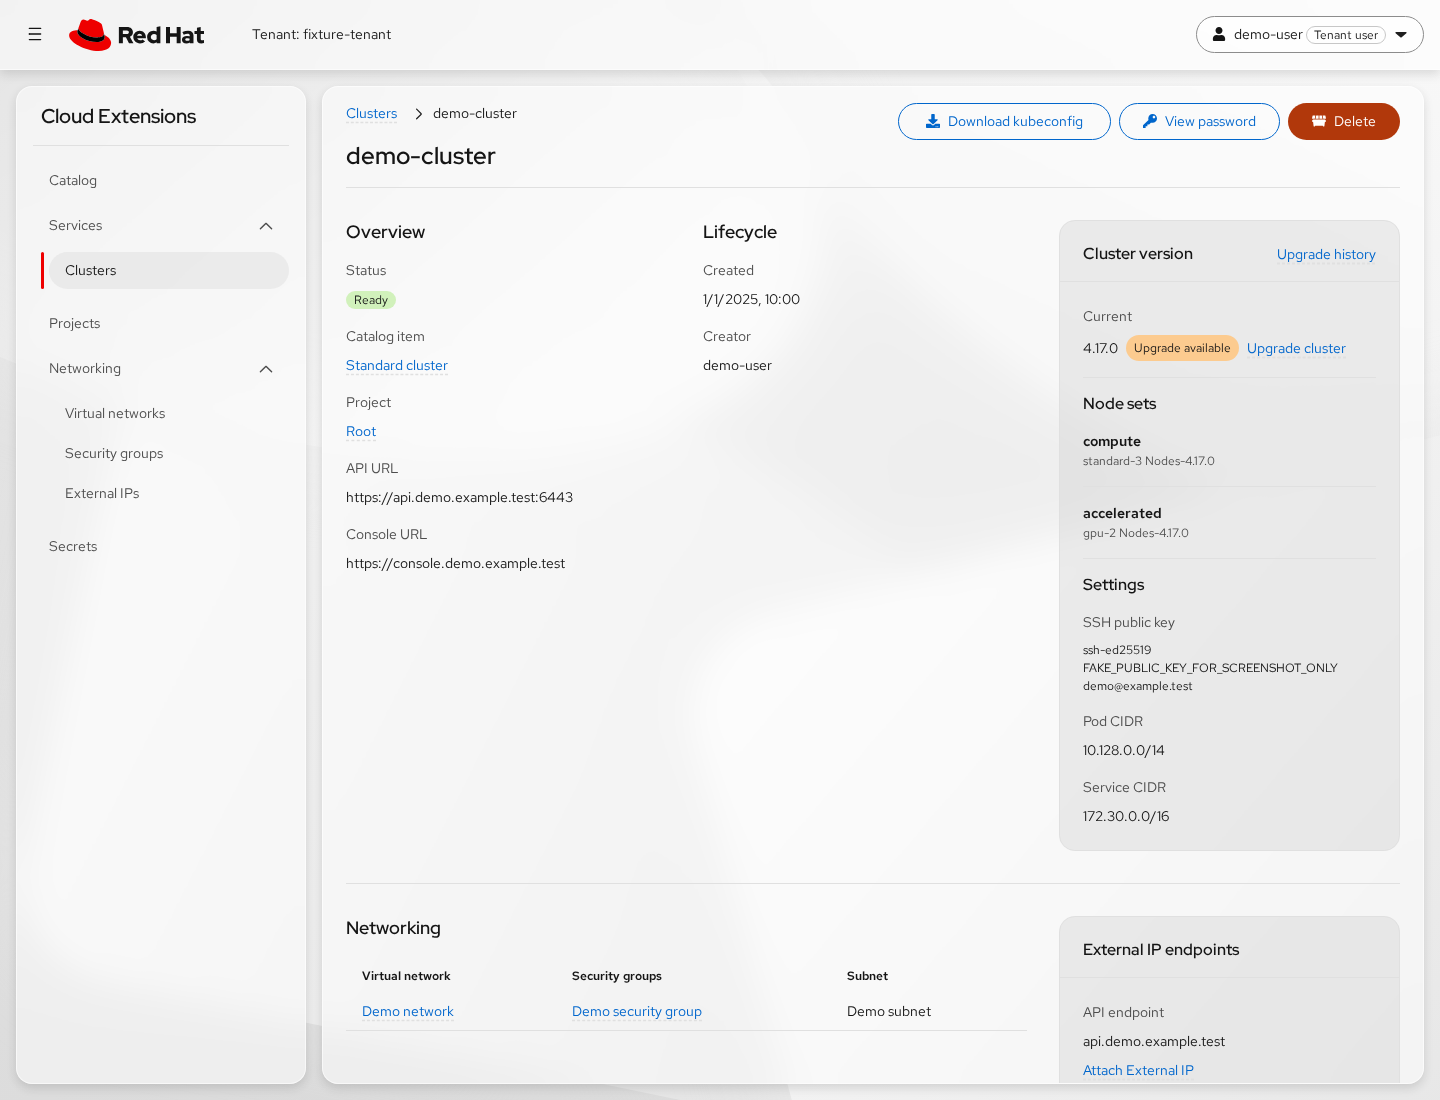 Red Hat
Tenant: fixture-tenant
demo-user Tenant user
Cloud Extensions
Catalog
Services
Clusters
Projects
Networking
Virtual networks
Security groups
External IPs
Secrets
Clusters demo-cluster
Download kubeconfig
View password
Delete
demo-cluster
Overview
Status
Ready
Catalog item
Standard cluster
Project
Root
API URL
https://api.demo.example.test:6443
Console URL
https://console.demo.example.test
Lifecycle
Created
1/1/2025, 10:00
Creator
demo-user
Cluster version
Upgrade history
Current
4.17.0 Upgrade available Upgrade cluster
Node sets
compute
standard-3 Nodes-4.17.0
accelerated
gpu-2 Nodes-4.17.0
Settings
SSH public key
ssh-ed25519
FAKE_PUBLIC_KEY_FOR_SCREENSHOT_ONLY
demo@example.test
Pod CIDR
10.128.0.0/14
Service CIDR
172.30.0.0/16
Networking
Virtual network Security groups Subnet
Demo network Demo security group Demo subnet
External IP endpoints
API endpoint
api.demo.example.test
Attach External IP